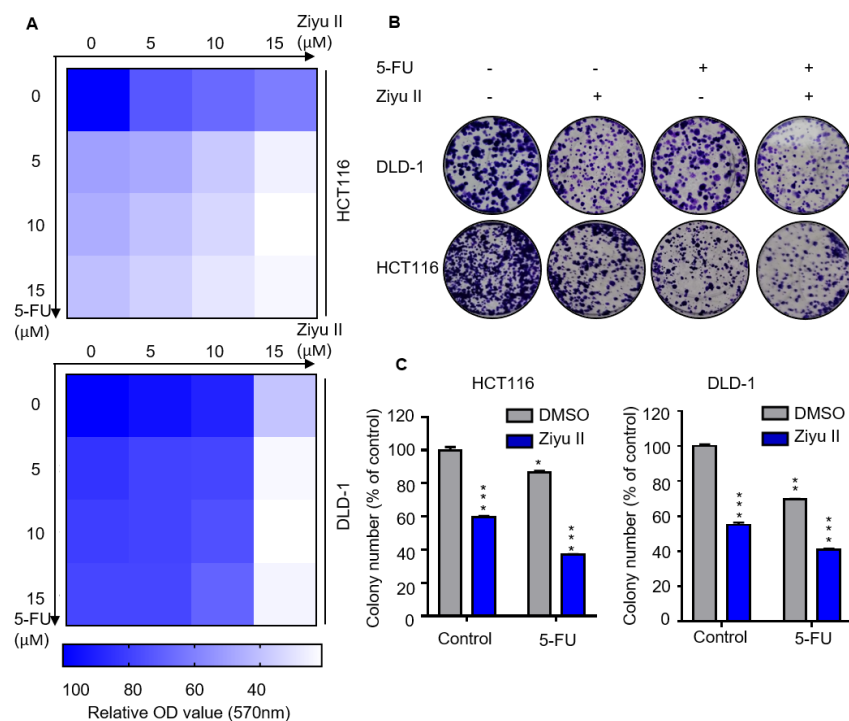 A
Ziyu II
(μM)
0 5 10 15
0
5
10
15
5-FU
(μM)
HCT116
Ziyu II
(μM)
0 5 10 15
0
5
10
15
5-FU
(μM)
DLD-1
100 80 60 40
Relative OD value (570nm)
B
5-FU - - + +
Ziyu II - + - +
DLD-1
HCT116
C
HCT116
DMSO
Ziyu II
Colony number (% of control)
120
100
80
60
40
20
0
***
*
***
Control 5-FU
DLD-1
DMSO
Ziyu II
Colony number (% of control)
120
100
80
60
40
20
0
***
**
***
Control 5-FU